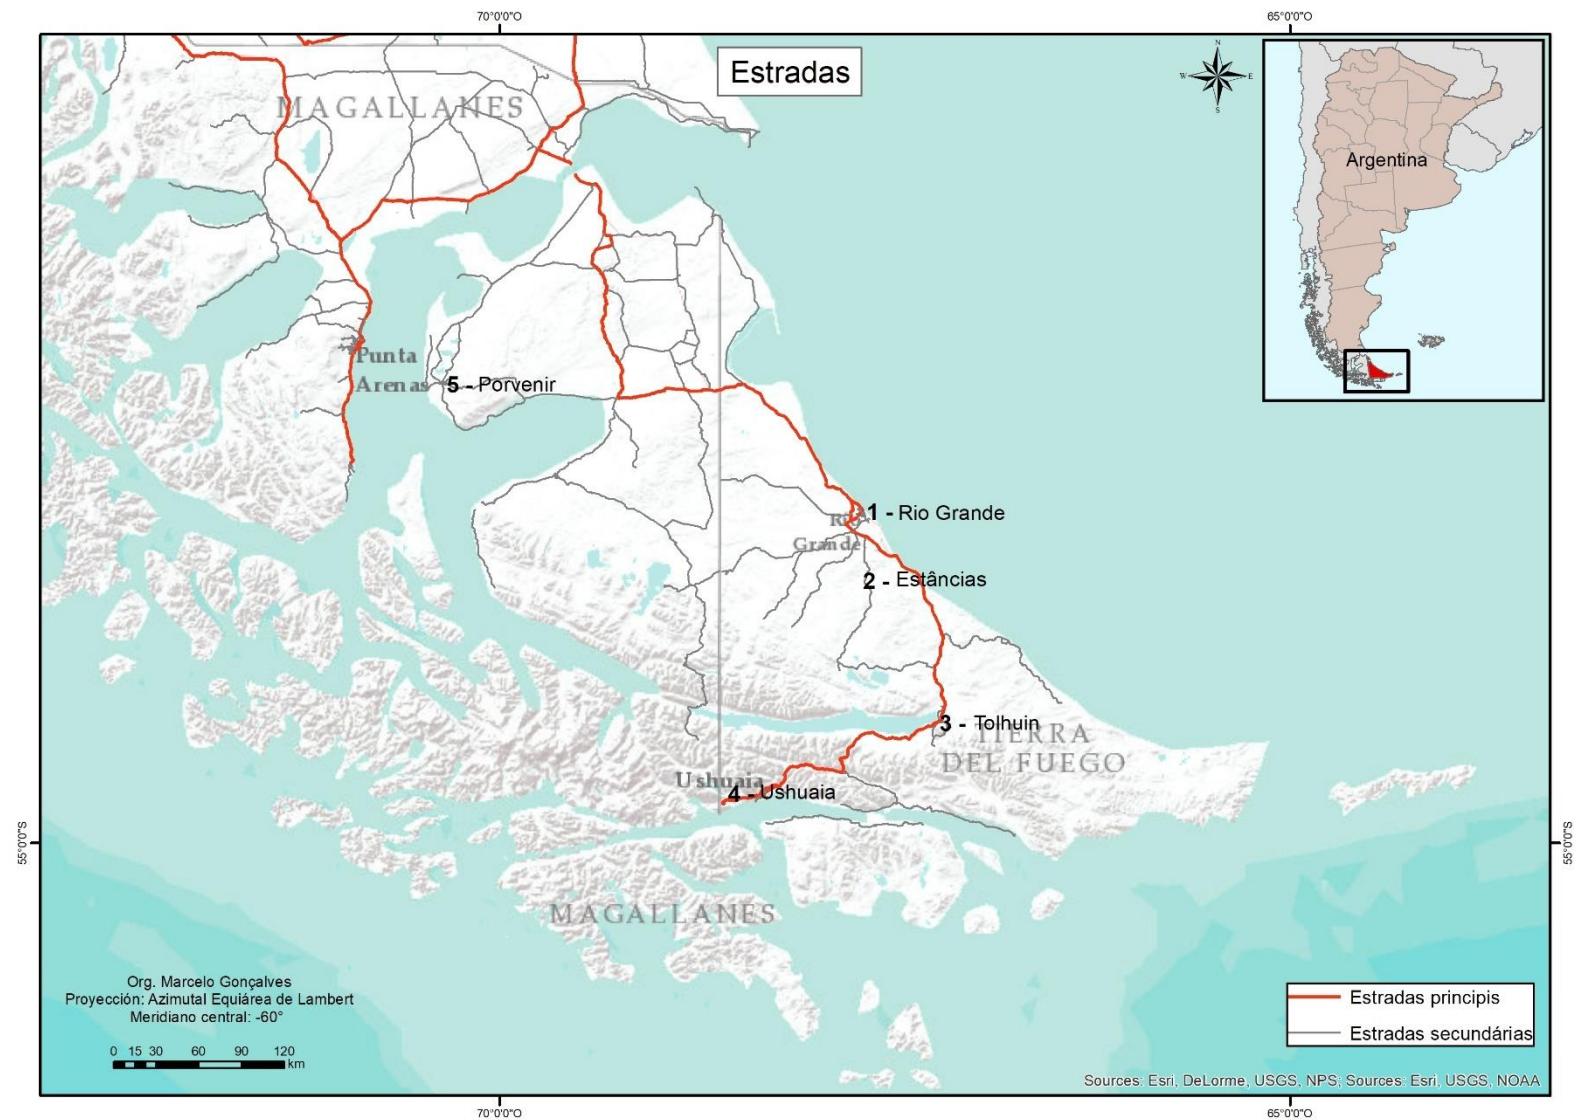 70°0'0"O
65°0'0"O
Estradas
N
W
E
S
MAGALLANES
Argentina
Punta
Arenas
5 - Porvenir
1 - Rio Grande
Rio
Grande
2 - Estâncias
3 - Tolhuin
TIERRA
DEL FUEGO
Ushuaia
4 - Ushuaia
55°0'0"S
55°0'0"S
MAGALLANES
Org. Marcelo Gonçalves
Proyección: Azimutal Equiárea de Lambert
Meridiano central: -60°
0 15 30 60 90 120
km
Estradas principis
Estradas secundárias
Sources: Esri, DeLorme, USGS, NPS; Sources: Esri, USGS, NOAA
70°0'0"O
65°0'0"O